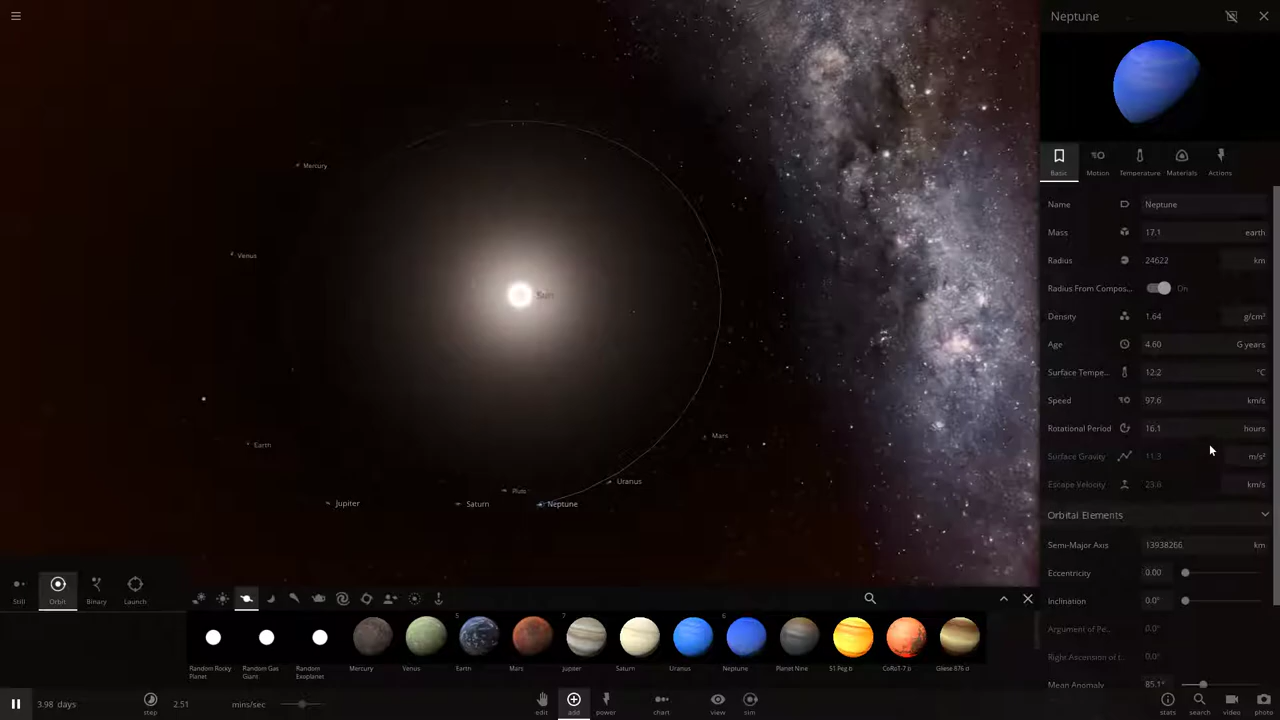 Neptune
Basic
Motion
Temperature
Materials
Actions
Name Neptune
Mass 17.1 earth
Radius 24622 km
Radius From Compos... On
Density 1.64 g/cm³
Age 4.60 G years
Surface Tempe... 12.2 °C
Speed 97.6 km/s
Rotational Period 16.1 hours
Surface Gravity 11.3 m/s²
Escape Velocity 23.6 km/s
Orbital Elements
Semi-Major Axis 13938266 km
Eccentricity 0.00
Inclination 0.0°
Argument of Pe... 0.0°
Right Ascension of t... 0.0°
Mean Anomaly 85.1°
Mercury
Venus
Sun
Earth
Mars
Uranus
Pluto
Jupiter
Saturn
Neptune
Still
Orbit
Binary
Launch
5
7
6
Random Rocky Planet
Random Gas Giant
Random Exoplanet
Mercury
Venus
Earth
Mars
Jupiter
Saturn
Uranus
Neptune
Planet Nine
51 Peg b
CoRoT-7 b
Gliese 876 d
3.98 days
step
2.51 mins/sec
edit
add
power
chart
view
sim
stats
search
video
photo